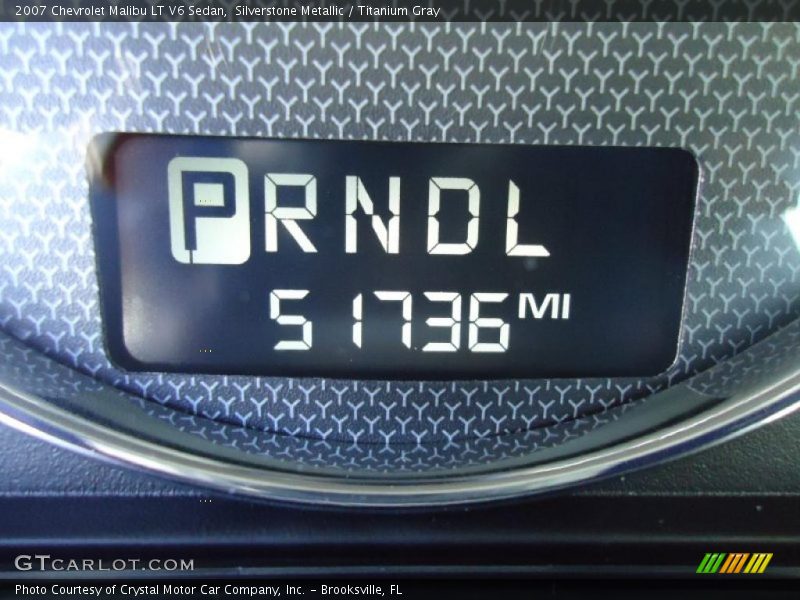 2007 Chevrolet Malibu LT V6 Sedan, Silverstone Metallic / Titanium Gray
PRNDL
51736 MI
GTCARLOT.COM
Photo Courtesy of Crystal Motor Car Company, Inc. - Brooksville, FL